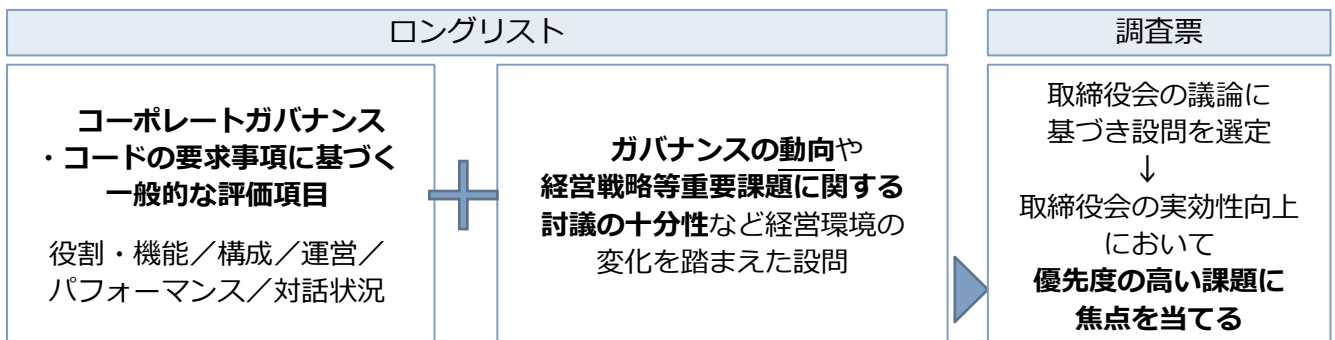 ロングリスト
コーポレートガバナンス
・コードの要求事項に基づく
一般的な評価項目
役割・機能／構成／運営／
パフォーマンス／対話状況
ガバナンスの動向や
経営戦略等重要課題に関する
討議の十分性など経営環境の
変化を踏まえた設問
調査票
取締役会の議論に
基づき設問を選定
↓
取締役会の実効性向上
において
優先度の高い課題に
焦点を当てる